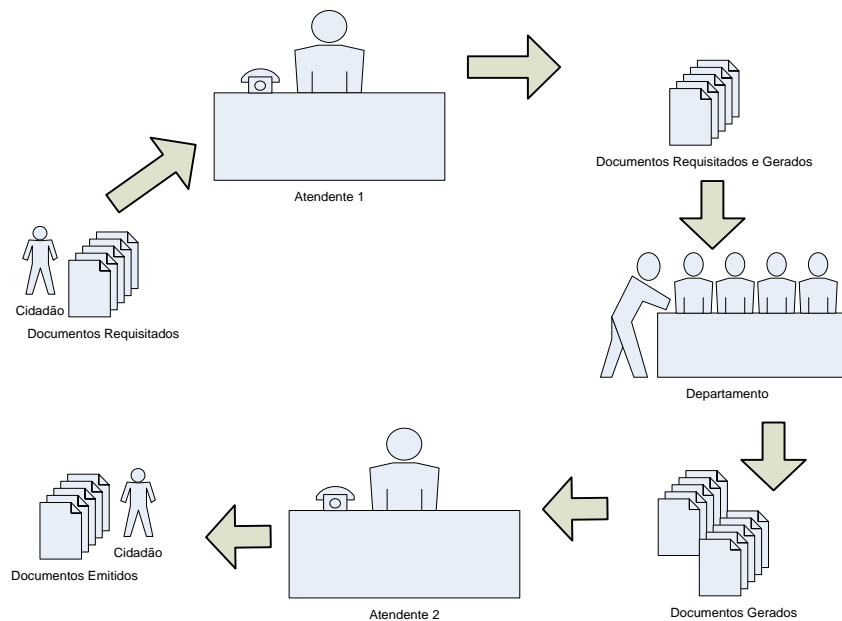 Atendente 1
Documentos Requisitados e Gerados
Cidadão
Documentos Requisitados
Departamento
Cidadão
Documentos Emitidos
Atendente 2
Documentos Gerados